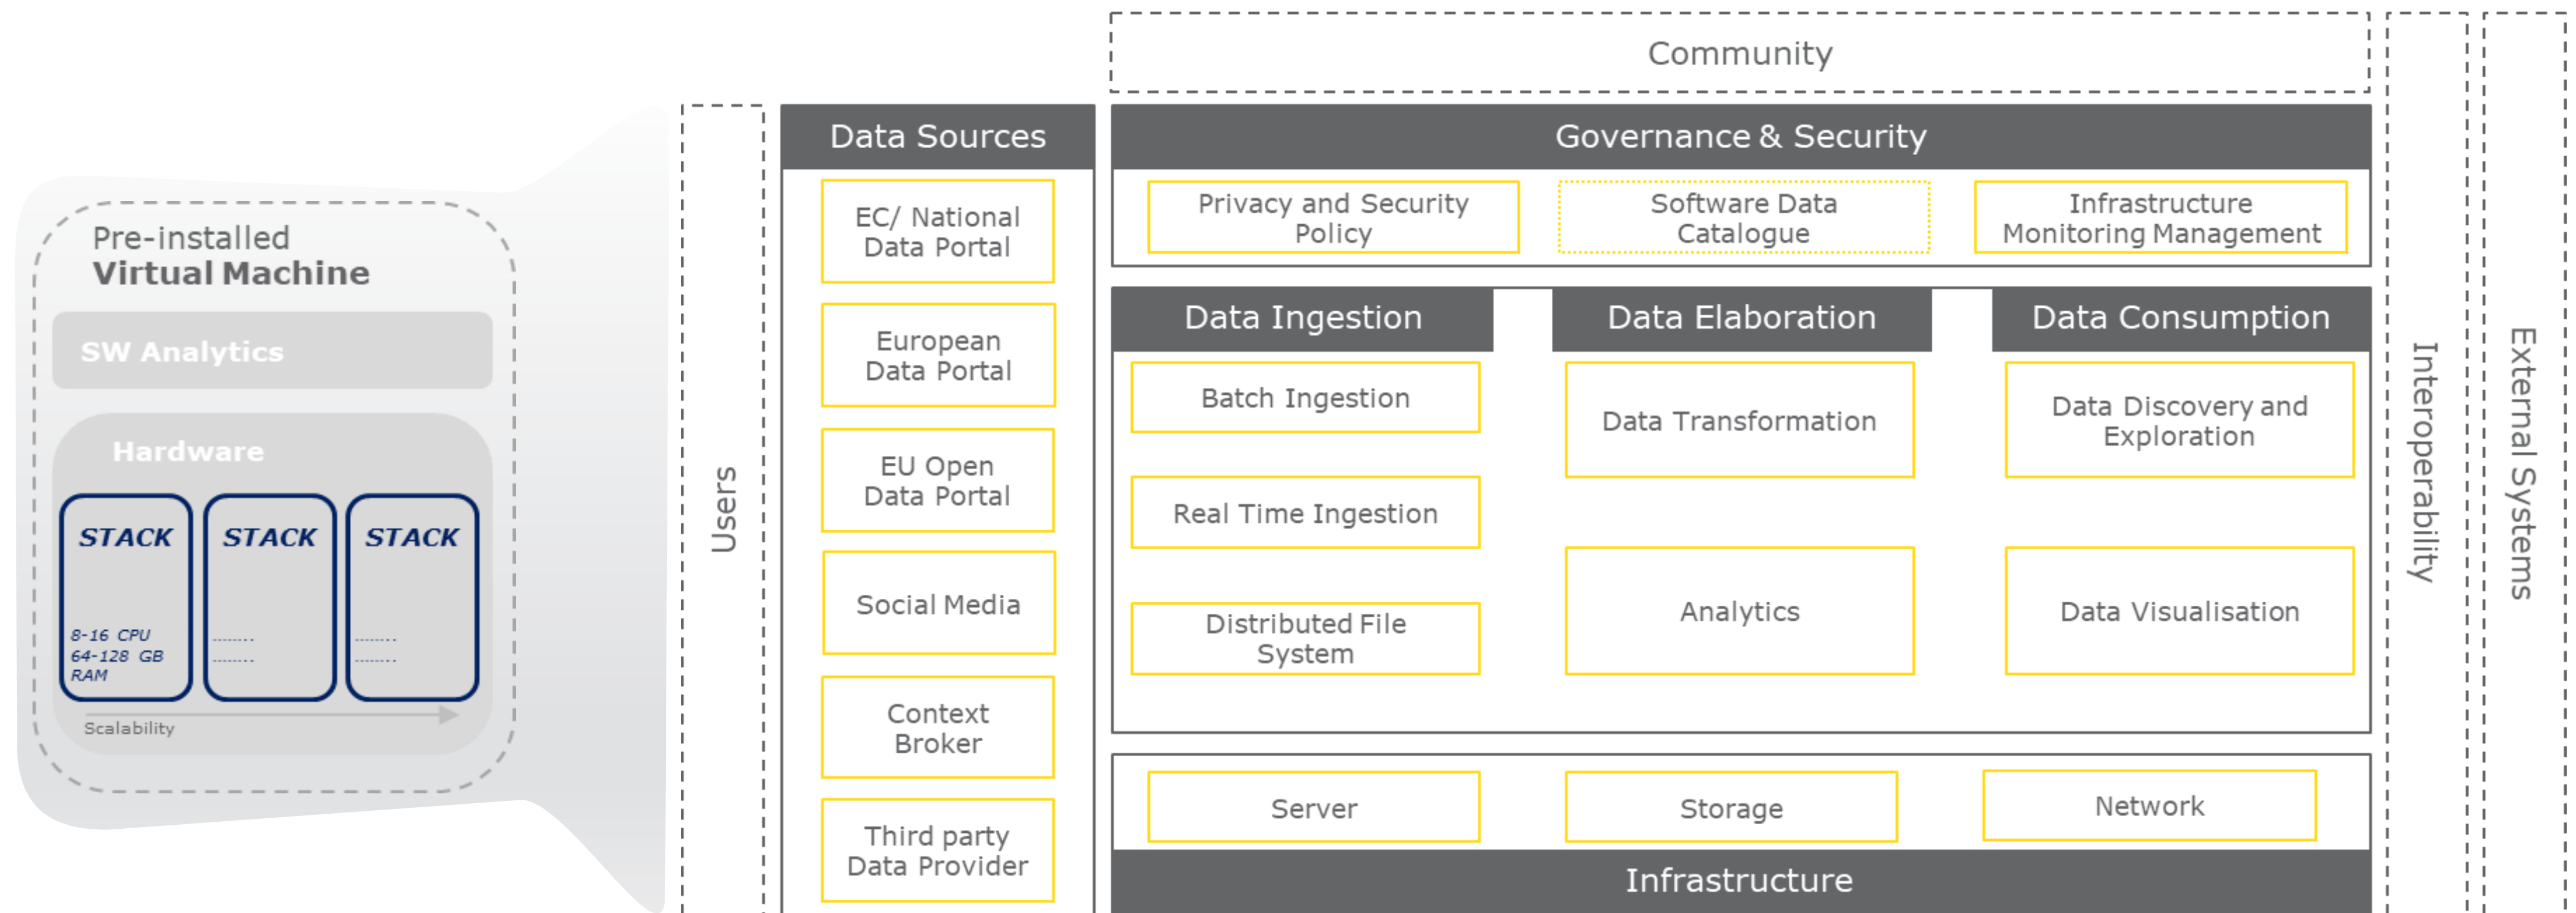 Community
Pre-installed
Virtual Machine
SW Analytics
Hardware
STACK
8-16 CPU
64-128 GB
RAM
STACK
........
........
STACK
........
........
Scalability
Users
Data Sources
EC/ National
Data Portal
European
Data Portal
EU Open
Data Portal
Social Media
Context
Broker
Third party
Data Provider
Governance & Security
Privacy and Security
Policy
Software Data
Catalogue
Infrastructure
Monitoring Management
Data Ingestion
Batch Ingestion
Real Time Ingestion
Distributed File
System
Data Elaboration
Data Transformation
Analytics
Data Consumption
Data Discovery and
Exploration
Data Visualisation
Server
Storage
Network
Infrastructure
Interoperability
External Systems